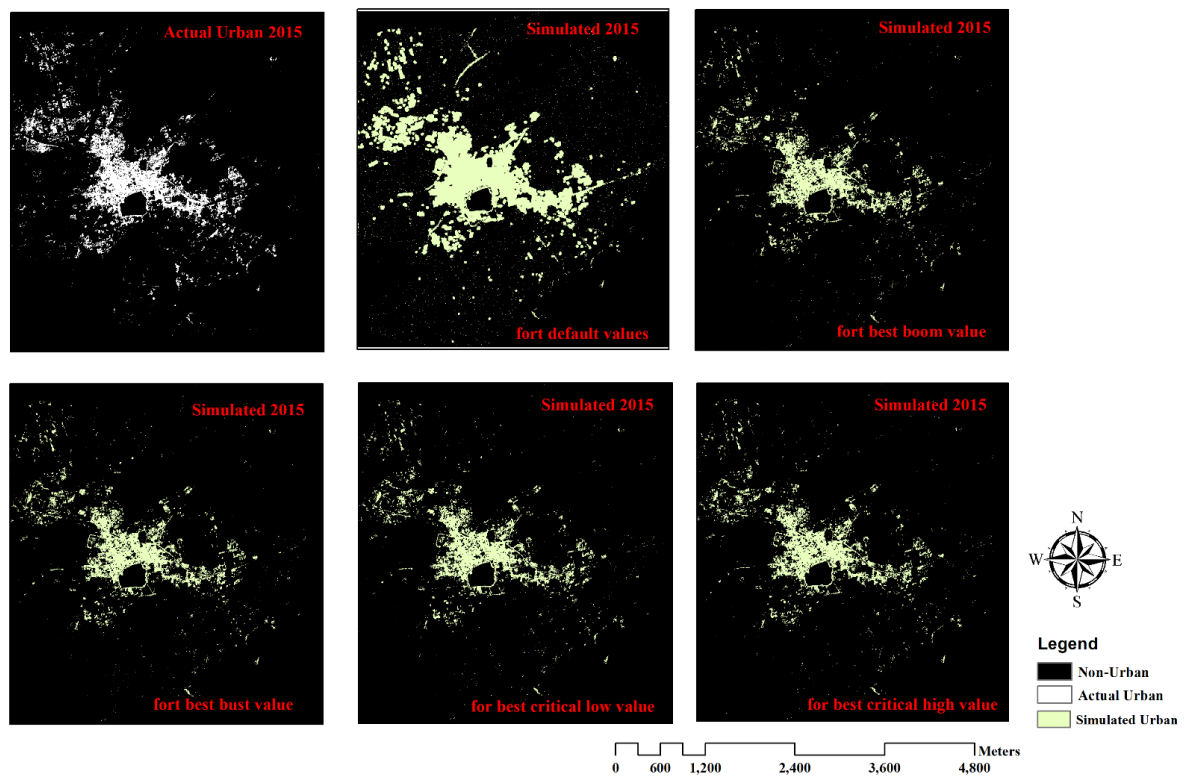 Actual Urban 2015
Simulated 2015
fort default values
Simulated 2015
fort best boom value
Simulated 2015
fort best bust value
Simulated 2015
for best critical low value
Simulated 2015
for best critical high value
N
W E
S
Legend
Non-Urban
Actual Urban
Simulated Urban
Meters
0 600 1,200 2,400 3,600 4,800